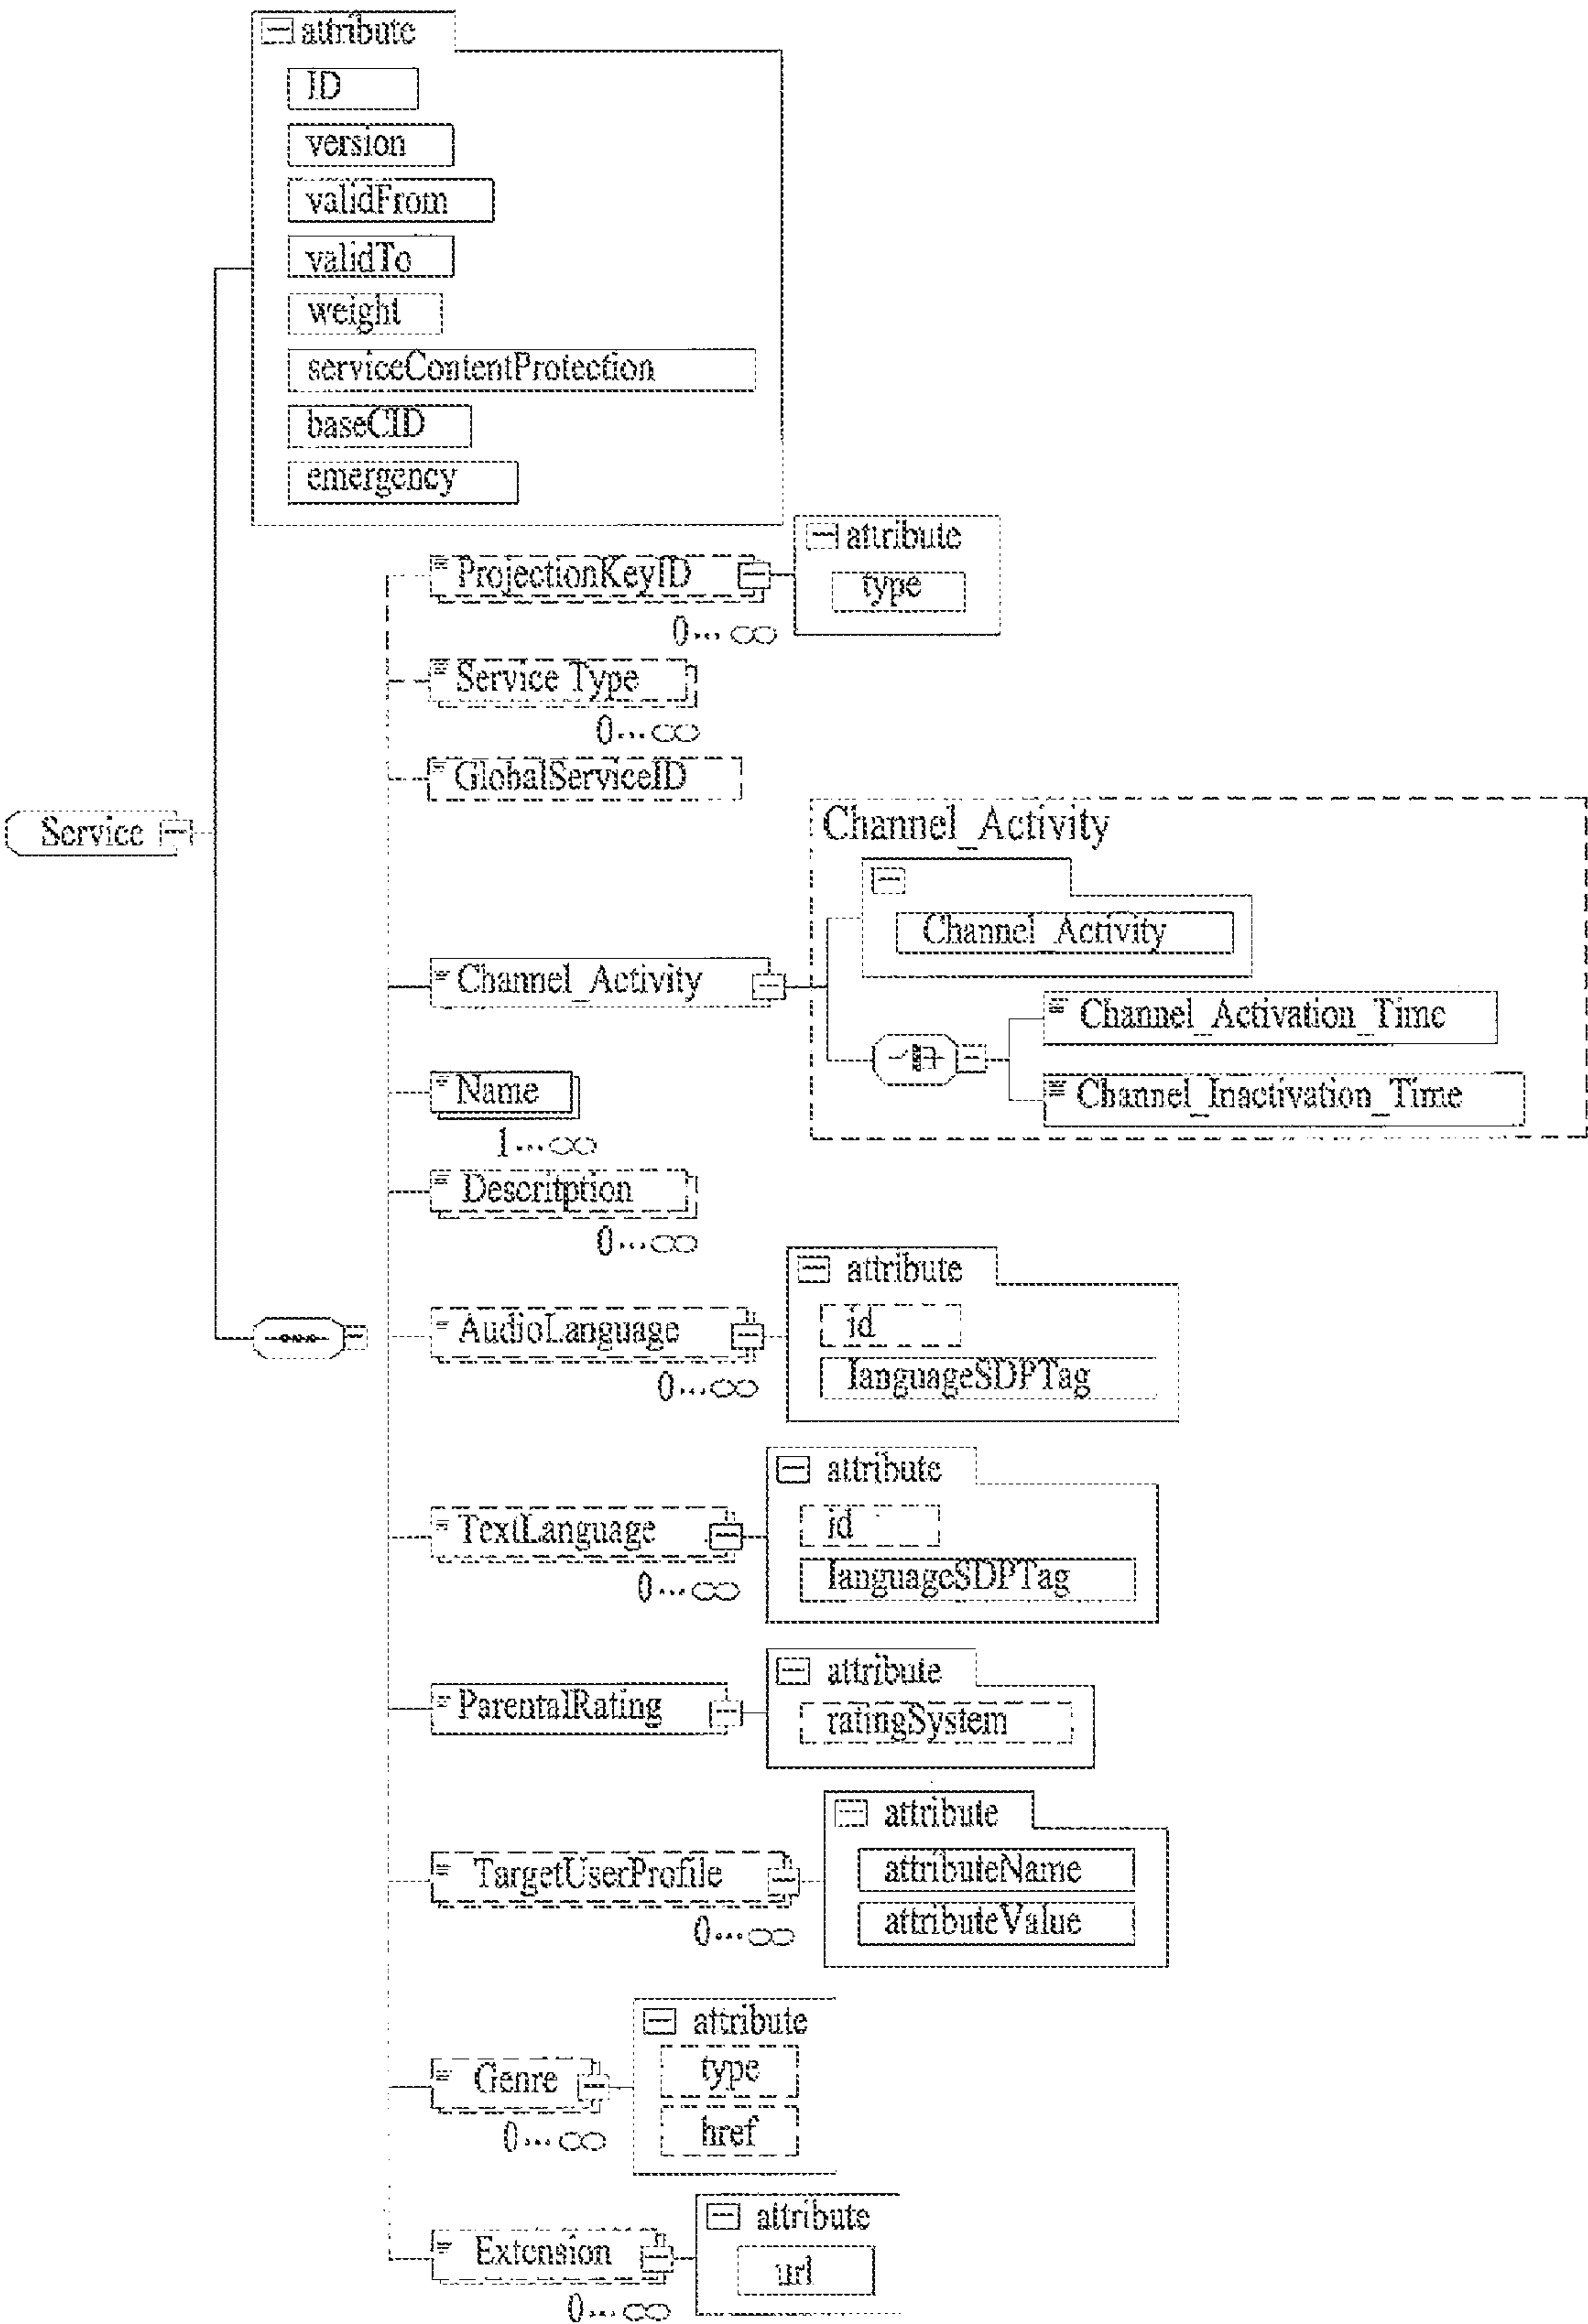 attribute
ID
version
validFrom
validTo
weight
serviceContentProtection
baseCID
emergency
ProjectionKeyID
attribute
type
0...∞
Service Type
0...∞
GlobalServiceID
Service
Channel_Activity
Channel_Activity
Channel_Activity
Channel_Activation_Time
Channel_Inactivation_Time
Name
1...∞
Descritption
0...∞
attribute
AudioLanguage
id
languageSDPTag
0...∞
attribute
TextLanguage
id
languageSDPTag
0...∞
attribute
ParentalRating
ratingSystem
attribute
TargetUserProfile
attributeName
attributeValue
0...∞
attribute
Genre
type
href
0...∞
attribute
Extension
url
0...∞